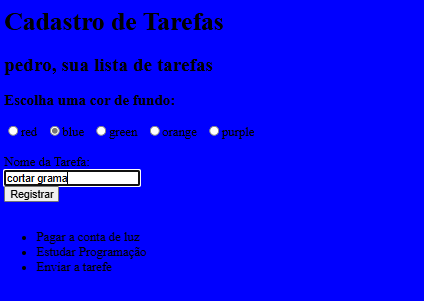 Cadastro de Tarefas
pedro, sua lista de tarefas
Escolha uma cor de fundo:
red blue green orange purple
Nome da Tarefa:
cortar grama
Registrar
Pagar a conta de luz
Estudar Programação
Enviar a tarefa